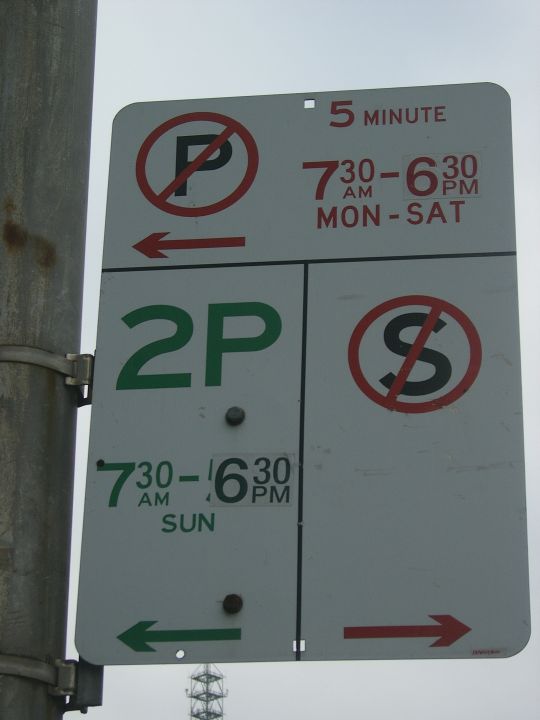 P 5 MINUTE
7 30 AM - 6 30 PM
MON - SAT
2P
7 30 AM - 6 30 PM
SUN
S